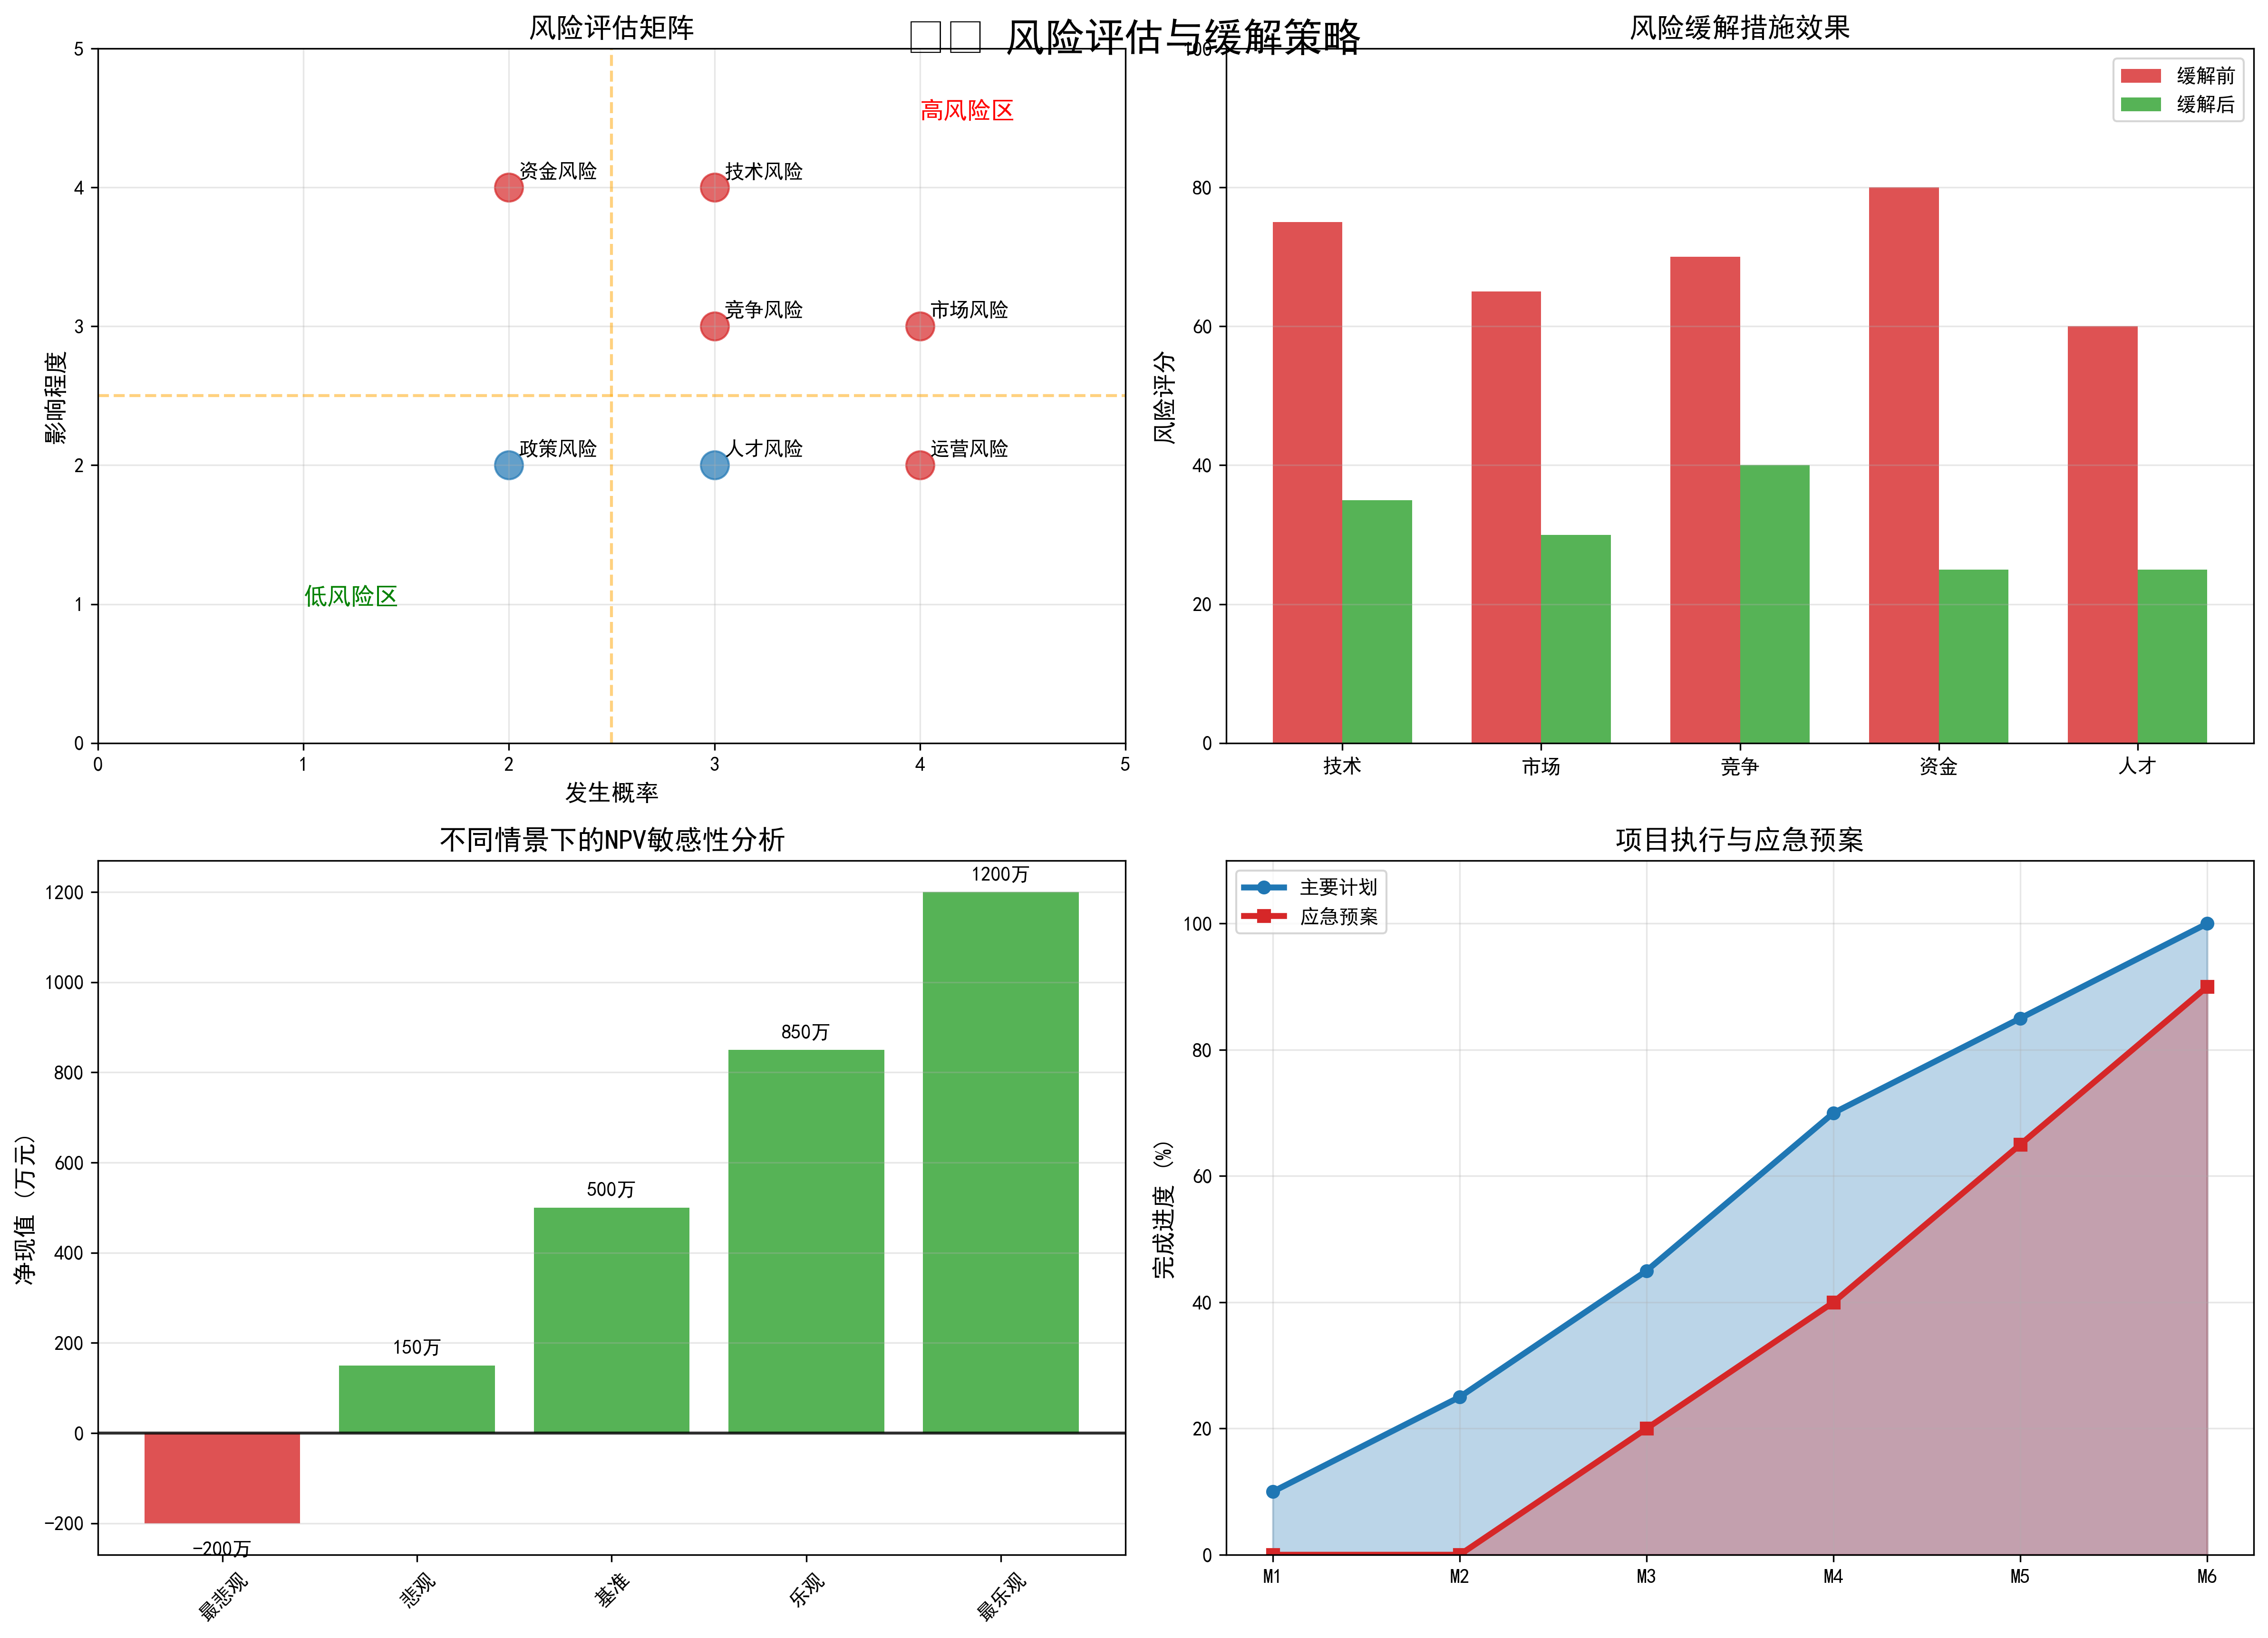 风险评估与缓解策略
风险评估矩阵
5
4
3
2
1
0
影响程度
高风险区
资金风险
技术风险
竞争风险
市场风险
政策风险
人才风险
运营风险
低风险区
0 1 2 3 4 5
发生概率
风险缓解措施效果
100
80
60
40
20
0
风险评分
缓解前
缓解后
技术 市场 竞争 资金 人才
不同情景下的NPV敏感性分析
1200
1000
800
600
400
200
0
−200
净现值 (万元)
1200万
850万
500万
150万
−200万
最悲观 悲观 基准 乐观 最乐观
项目执行与应急预案
主要计划
应急预案
100
80
60
40
20
0
完成进度 (%)
M1 M2 M3 M4 M5 M6